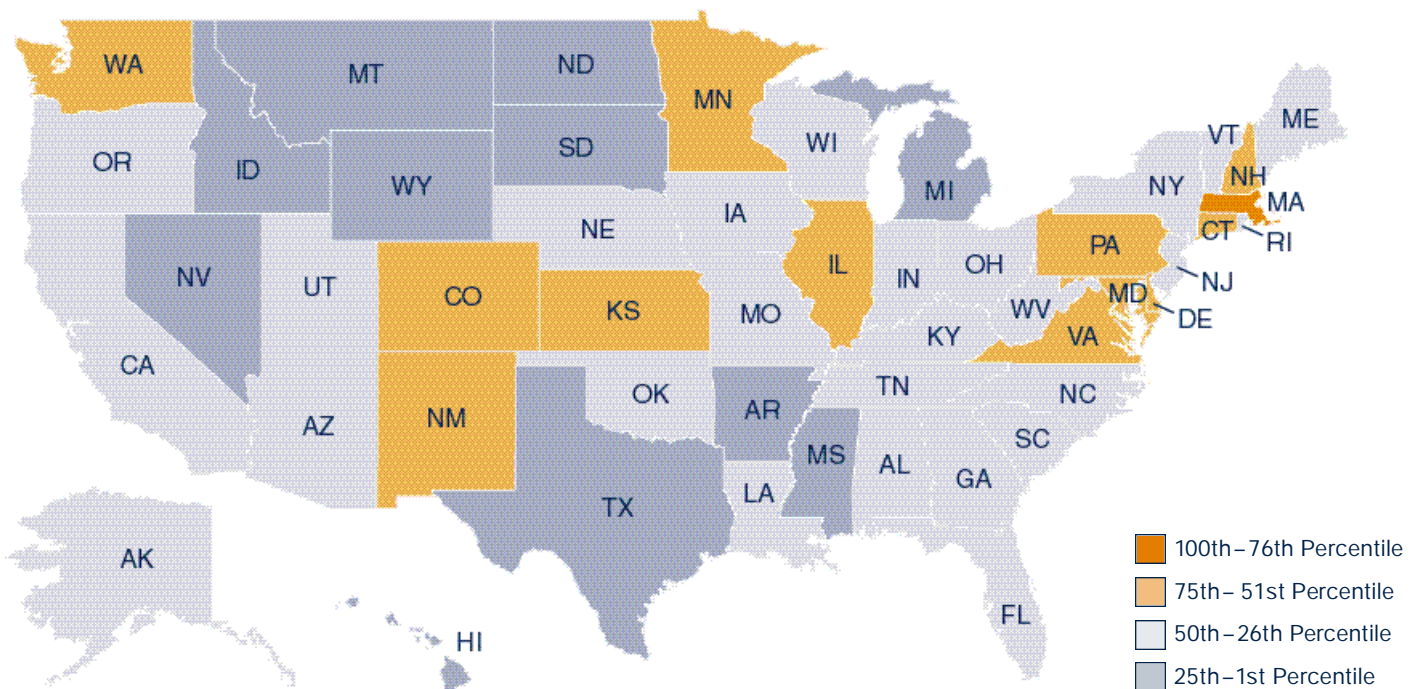 WA
MT
ND
MN
OR
ID
WY
SD
WI
MI
VT
ME
NY
NH
MA
CT
RI
NE
IA
NV
UT
CO
KS
IL
IN
OH
PA
NJ
MD
DE
MO
WV
VA
KY
CA
AZ
NM
OK
AR
TN
NC
SC
MS
AL
GA
LA
TX
AK
HI
FL
100th–76th Percentile
75th–51st Percentile
50th–26th Percentile
25th–1st Percentile